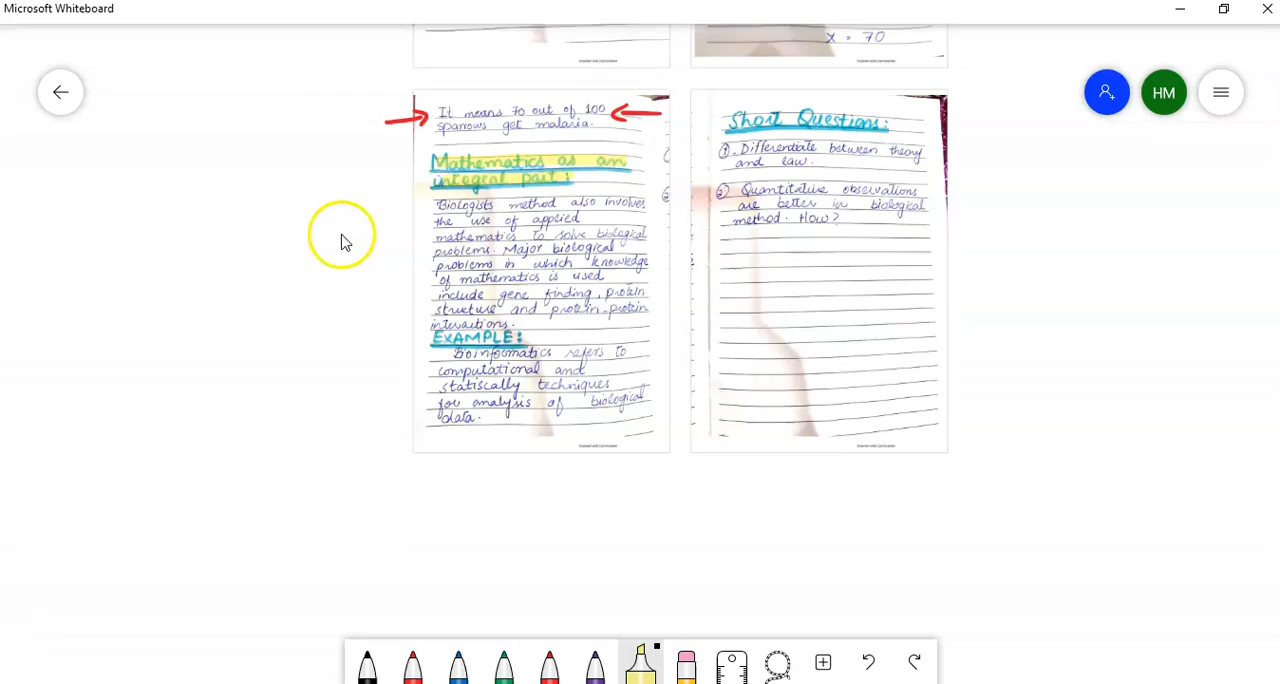 Microsoft Whiteboard
x = 70
HM
It means 70 out of 100
sparrows get malaria.
Mathematics as an
integral part:
Biologists method also involves
the use of appeied
mathematics to solve biological
problems. Major biological
problems in which knowledge
of mathematics is used
include gene finding, protein
structure and protein-protein
interactions.
EXAMPLE:
Boinformatics refers to
computational and
statiscally techniques
for analysis of biological
data.
Short Questions:
① Differentiate between theory
and law.
② Quantitative observations
are better in biological
method. How?